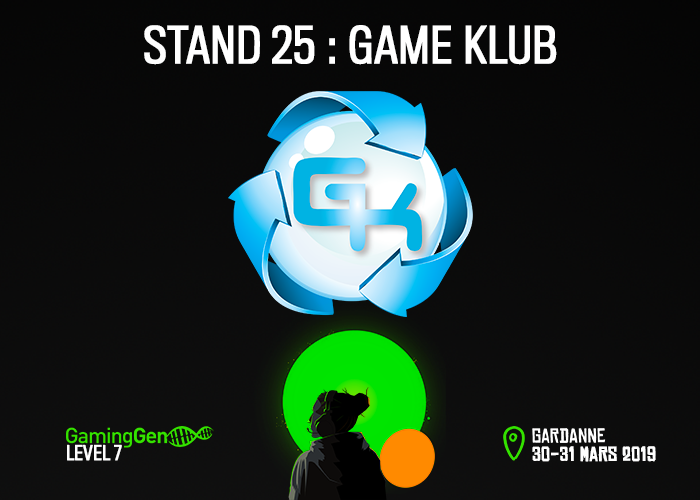 STAND 25 : GAME KLUB
GK
GamingGen
LEVEL 7
GARDANNE
30-31 MARS 2019